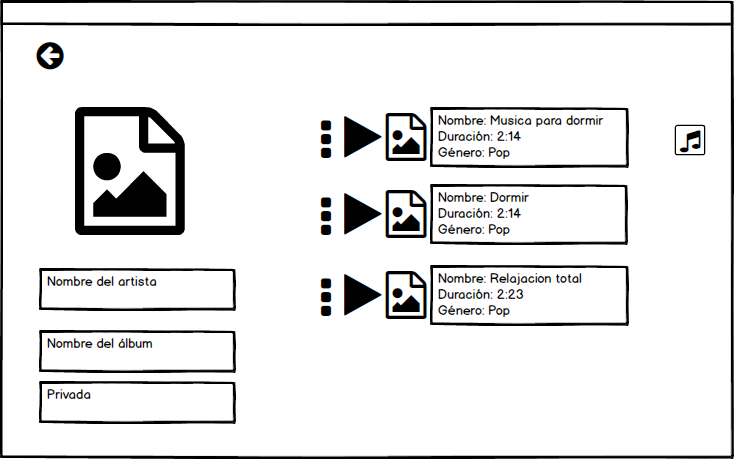 Nombre del artista
Nombre del álbum
Privada
Nombre: Musica para dormir
Duración: 2:14
Género: Pop
Nombre: Dormir
Duración: 2:14
Género: Pop
Nombre: Relajacion total
Duración: 2:23
Género: Pop